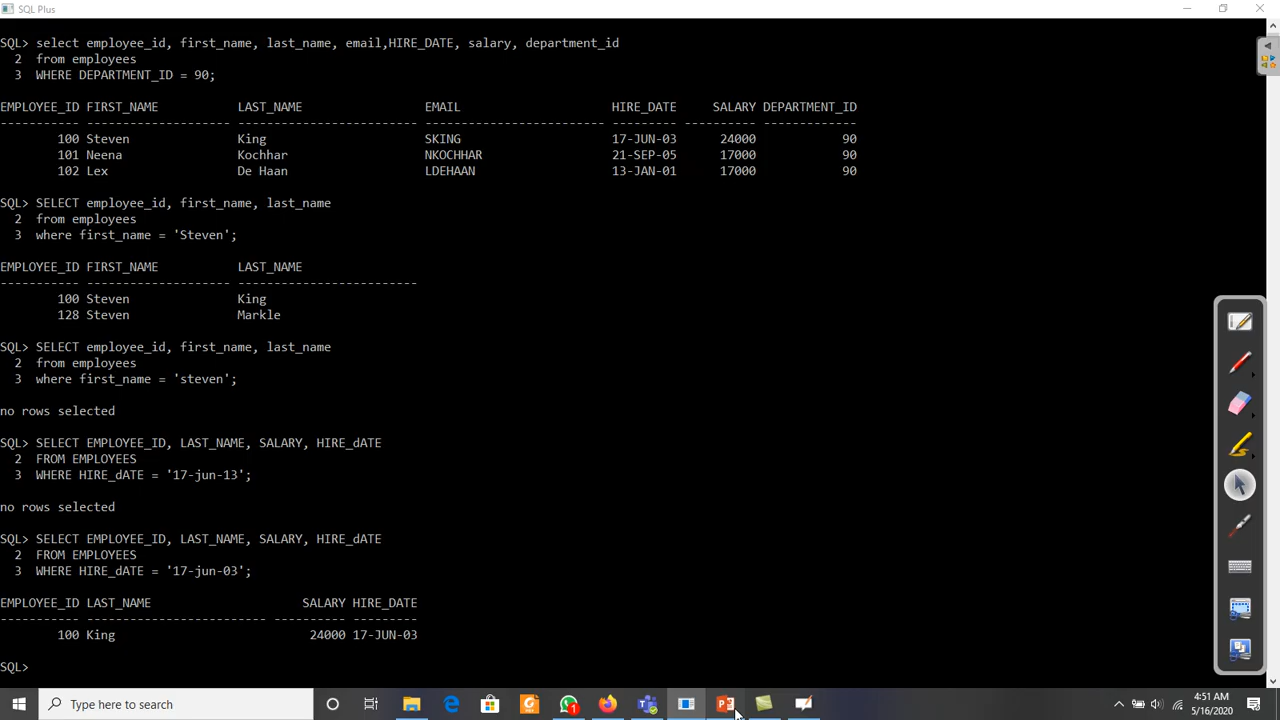 SQL Plus
SQL> select employee_id, first_name, last_name, email,HIRE_DATE, salary, department_id
2 from employees
3 WHERE DEPARTMENT_ID = 90;
EMPLOYEE_ID FIRST_NAME LAST_NAME EMAIL HIRE_DATE SALARY DEPARTMENT_ID
----------- -------------------- ------------------------- ------------------------- --------- ---------- -------------
100 Steven King SKING 17-JUN-03 24000 90
101 Neena Kochhar NKOCHHAR 21-SEP-05 17000 90
102 Lex De Haan LDEHAAN 13-JAN-01 17000 90
SQL> SELECT employee_id, first_name, last_name
2 from employees
3 where first_name = 'Steven';
EMPLOYEE_ID FIRST_NAME LAST_NAME
----------- -------------------- -------------------------
100 Steven King
128 Steven Markle
SQL> SELECT employee_id, first_name, last_name
2 from employees
3 where first_name = 'steven';
no rows selected
SQL> SELECT EMPLOYEE_ID, LAST_NAME, SALARY, HIRE_dATE
2 FROM EMPLOYEES
3 WHERE HIRE_dATE = '17-jun-13';
no rows selected
SQL> SELECT EMPLOYEE_ID, LAST_NAME, SALARY, HIRE_dATE
2 FROM EMPLOYEES
3 WHERE HIRE_dATE = '17-jun-03';
EMPLOYEE_ID LAST_NAME SALARY HIRE_DATE
----------- ------------------------- ---------- ---------
100 King 24000 17-JUN-03
SQL>
Type here to search
4:51 AM
5/16/2020